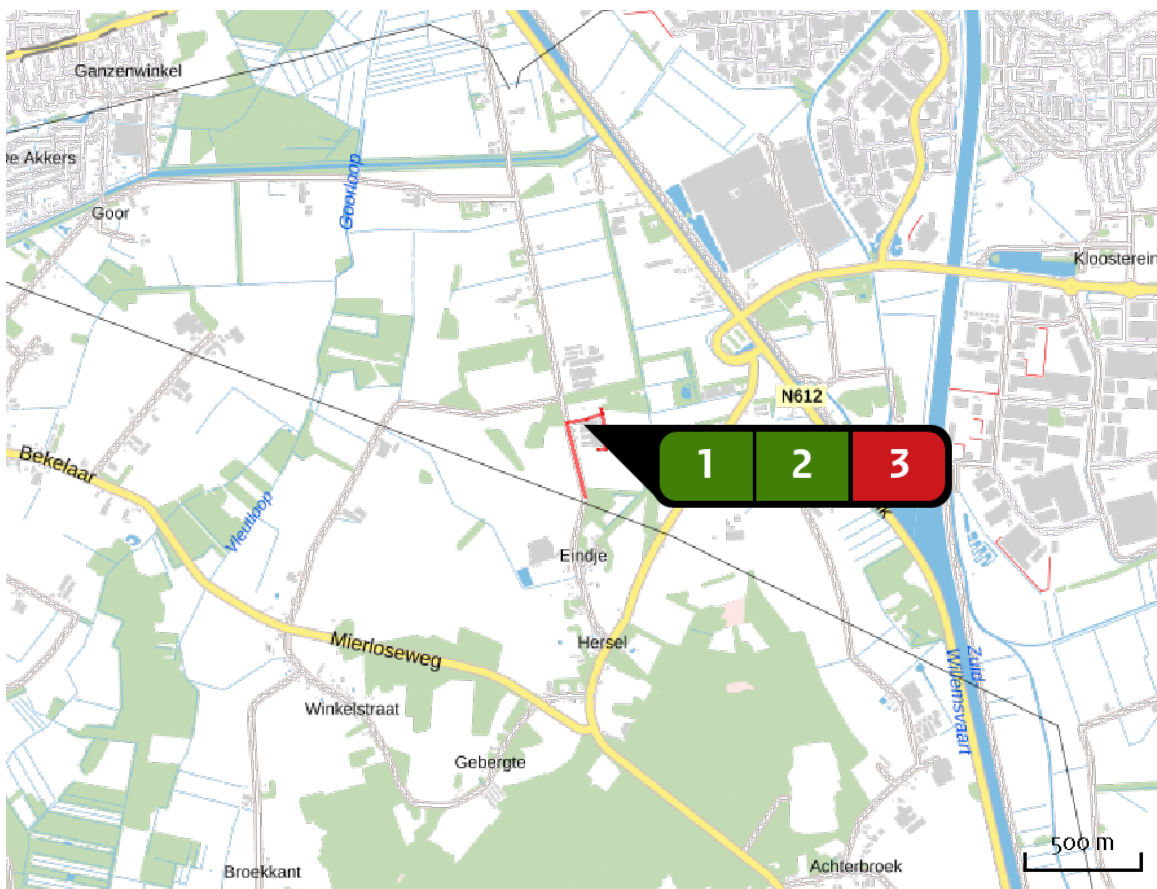 Ganzenwinkel
De Akkers
Goor
Goorloop
Kloosterein
N612
1 2 3
Bekelaar
Vleutloop
Eindje
Hersel
Mierloseweg
Zuid
Willemsvaart
Winkelstraat
Gebergte
500 m
Broekkant
Achterbroek